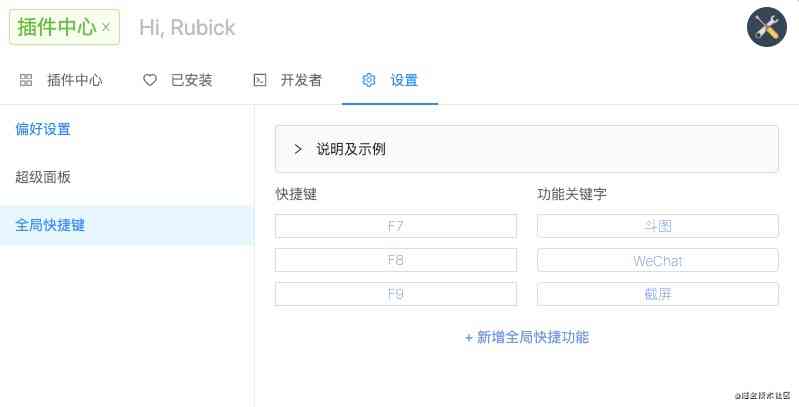 插件中心 × Hi, Rubick
插件中心 已安装 开发者 设置
偏好设置
超级面板
全局快捷键
说明及示例
快捷键 功能关键字
F7 斗图
F8 WeChat
F9 截屏
+ 新增全局快捷功能
@掘金技术社区